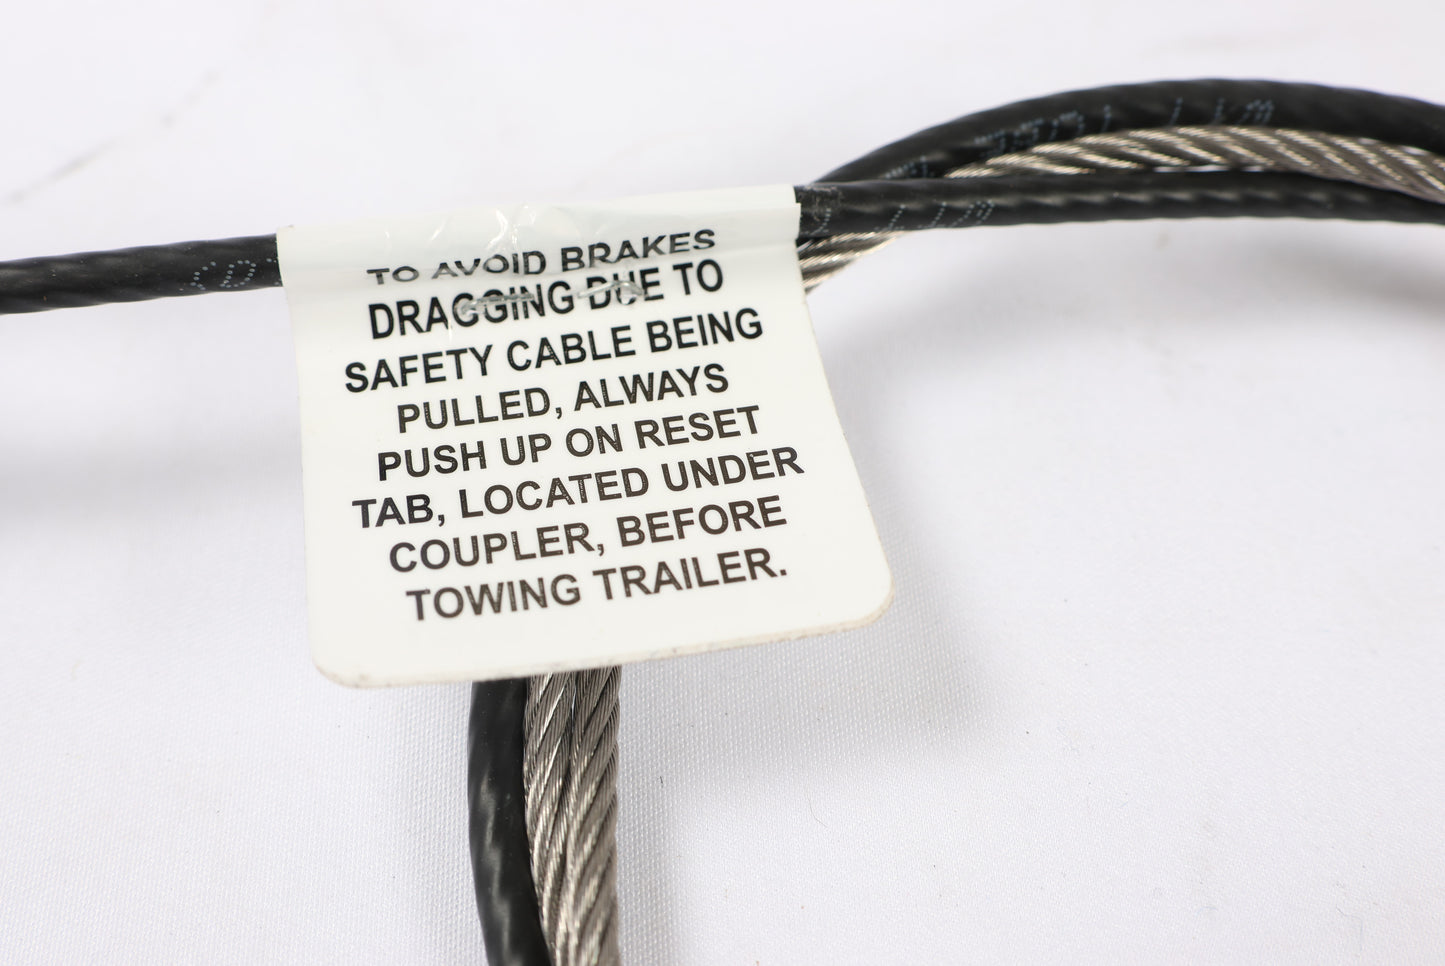 TO AVOID BRAKES
DRAGGING DUE TO
SAFETY CABLE BEING
PULLED, ALWAYS
PUSH UP ON RESET
TAB, LOCATED UNDER
COUPLER, BEFORE
TOWING TRAILER.